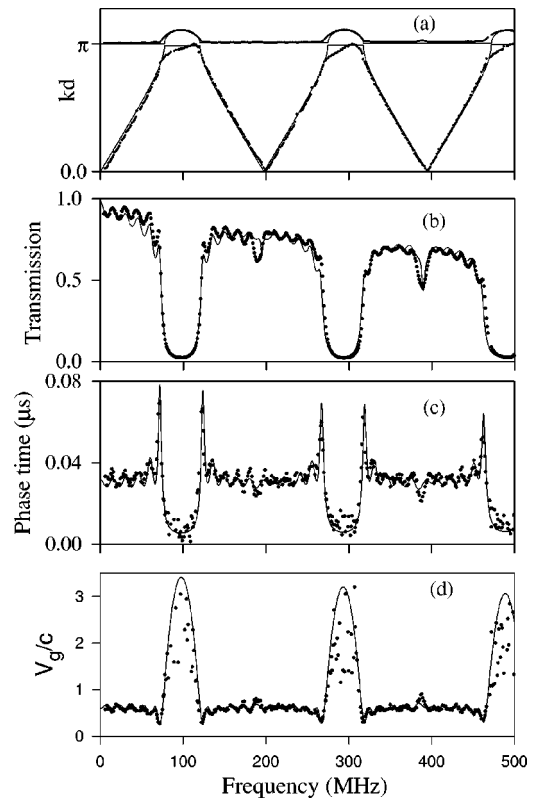 (a)
π
kd
0.0
(b)
1.0
Transmission
0.5
0.0
(c)
0.08
Phase time (µs)
0.04
0.00
(d)
3
Vg/c
2
1
0
0 100 200 300 400 500
Frequency (MHz)